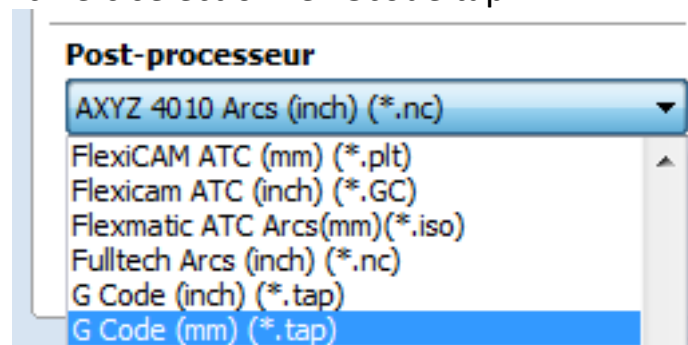 Post-processeur
AXYZ 4010 Arcs (inch) (*.nc)
FlexiCAM ATC (mm) (*.plt)
Flexicam ATC (inch) (*.GC)
Flexmatic ATC Arcs(mm)(*.iso)
Fulltech Arcs (inch) (*.nc)
G Code (inch) (*.tap)
G Code (mm) (*.tap)